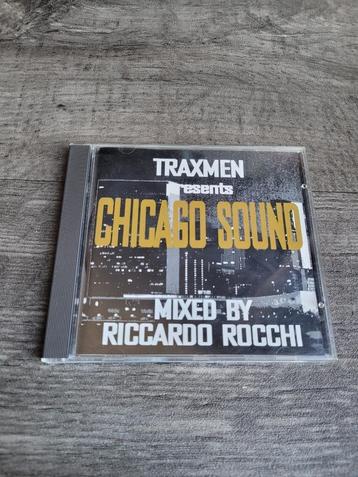 TRAXMEN
Presents
CHICAGO SOUND
MIXED BY
RICCARDO ROCCHI